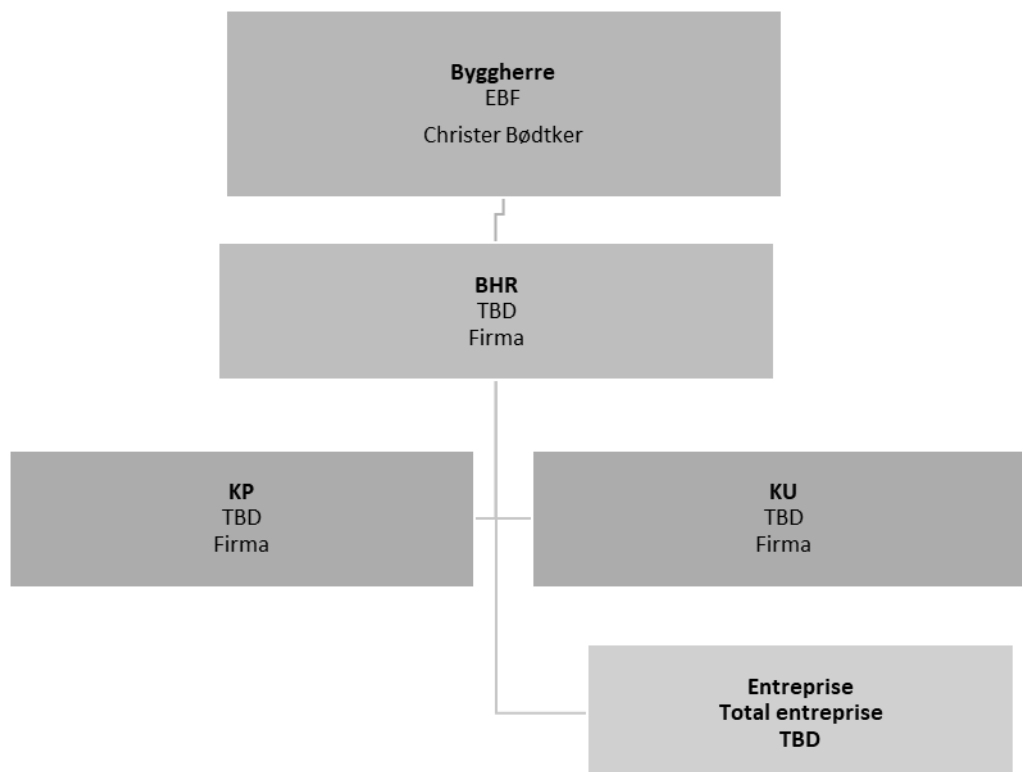 Byggherre
EBF
Christer Bødtker
BHR
TBD
Firma
KP
TBD
Firma
KU
TBD
Firma
Entreprise
Total entreprise
TBD